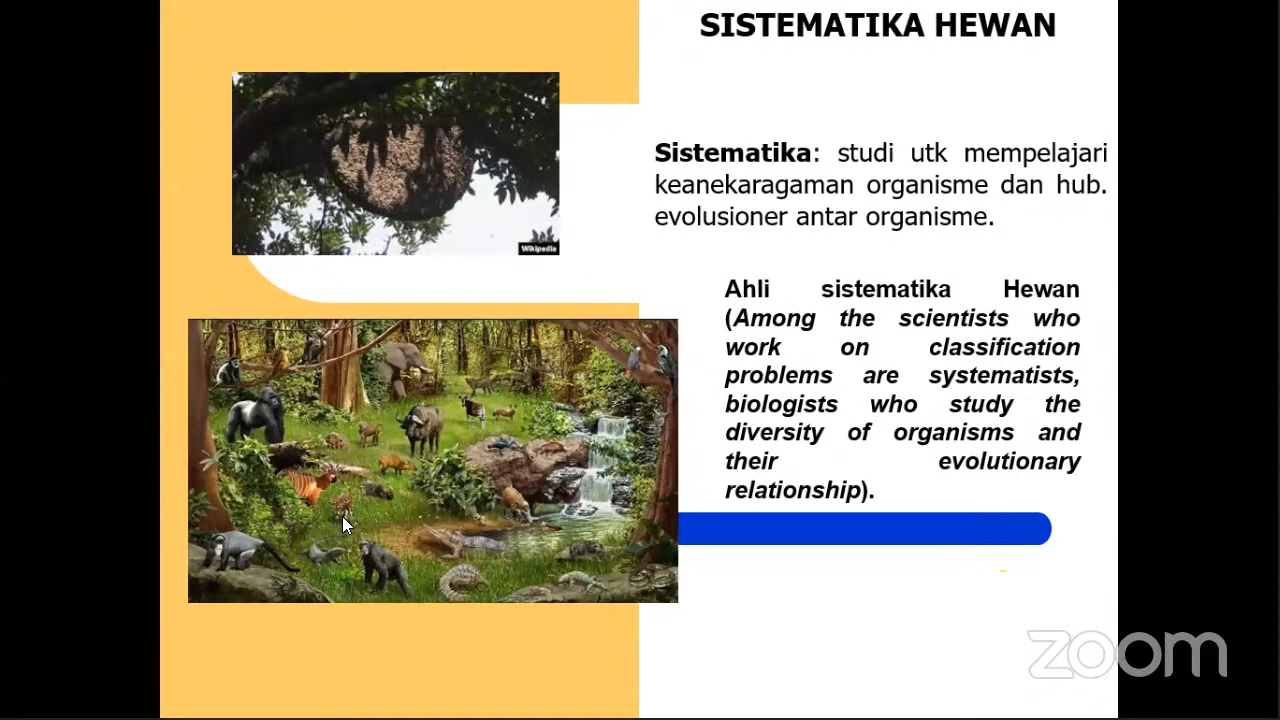 SISTEMATIKA HEWAN
Wikipedia
Sistematika: studi utk mempelajari
keanekaragaman organisme dan hub.
evolusioner antar organisme.
Ahli sistematika Hewan
(Among the scientists who
work on classification
problems are systematists,
biologists who study the
diversity of organisms and
their evolutionary
relationship).
zoom